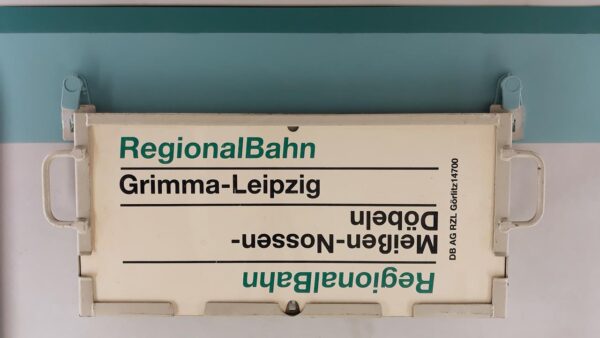 RegionalBahn
Grimma-Leipzig
RegionalBahn
Meißen-Nossen-
Döbeln
DB AG RZL Görlitz14700